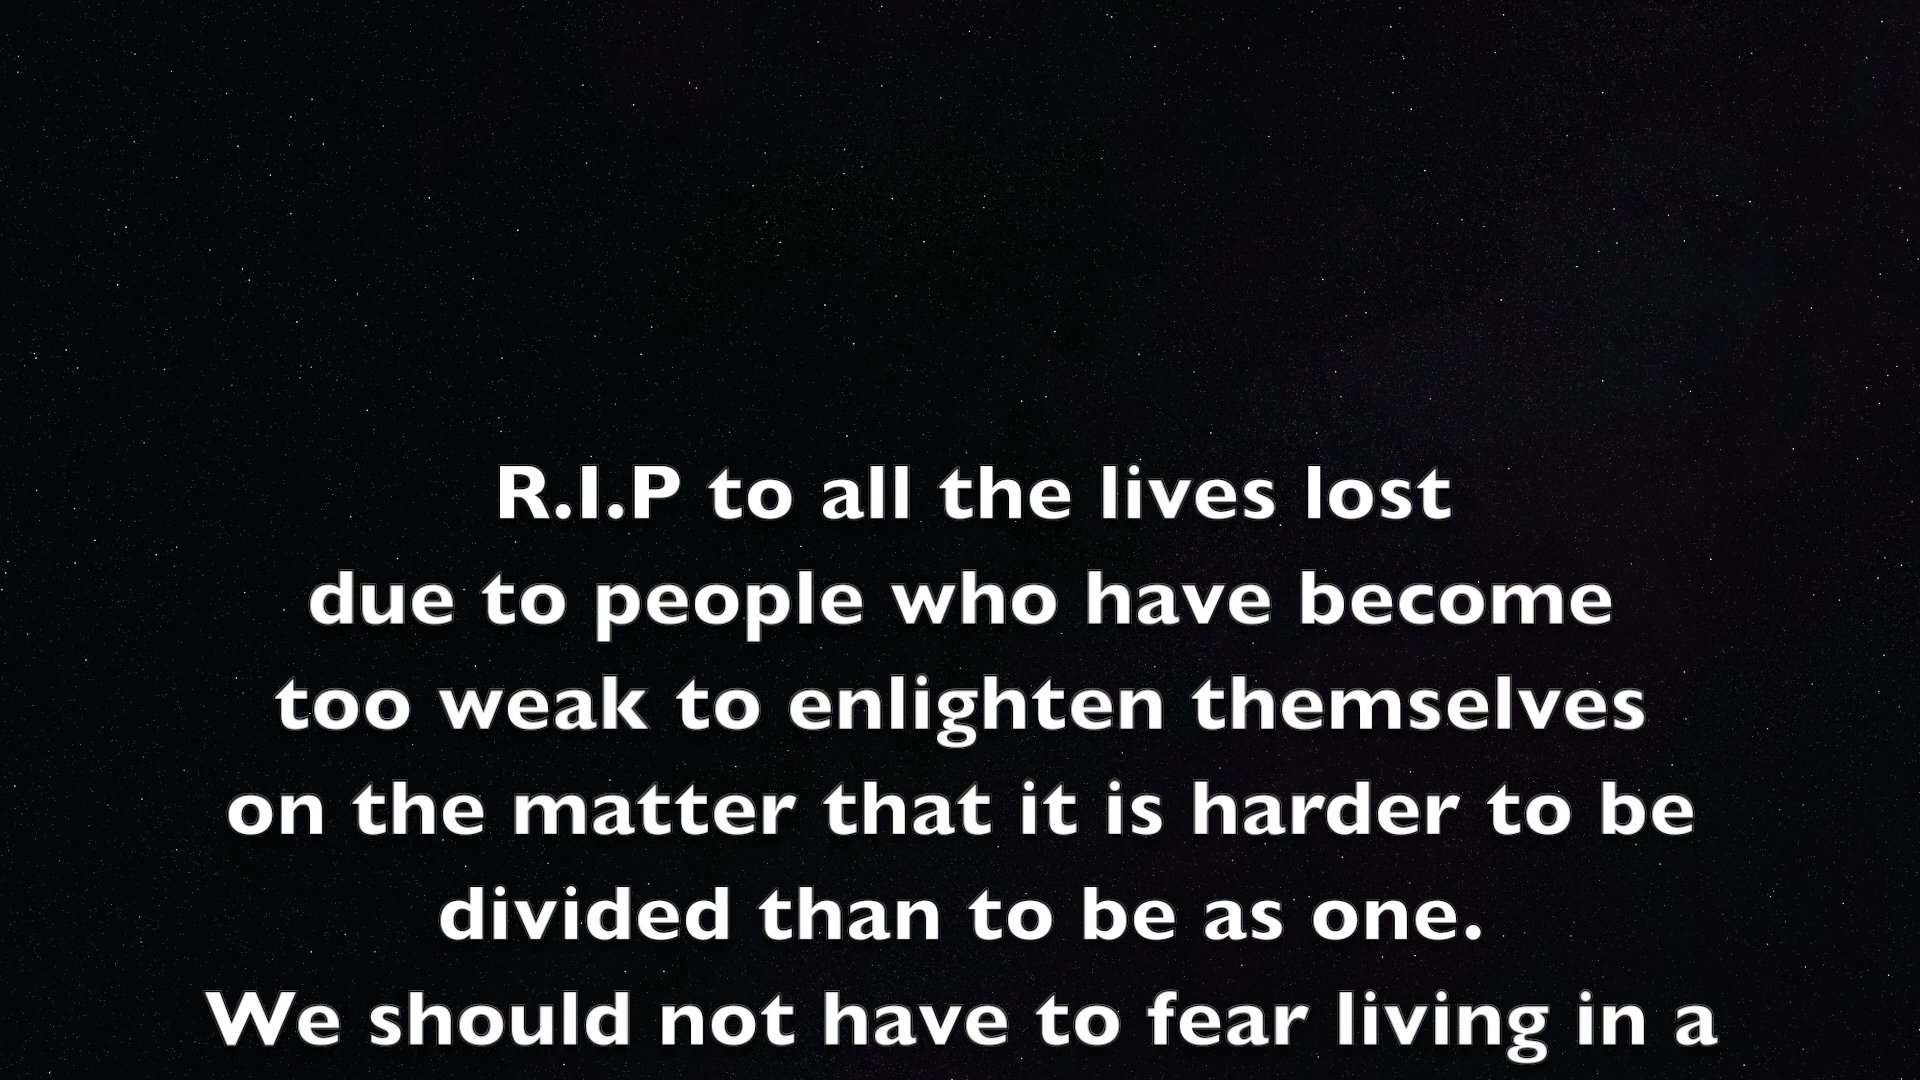 R.I.P to all the lives lost
due to people who have become
too weak to enlighten themselves
on the matter that it is harder to be
divided than to be as one.
We should not have to fear living in a